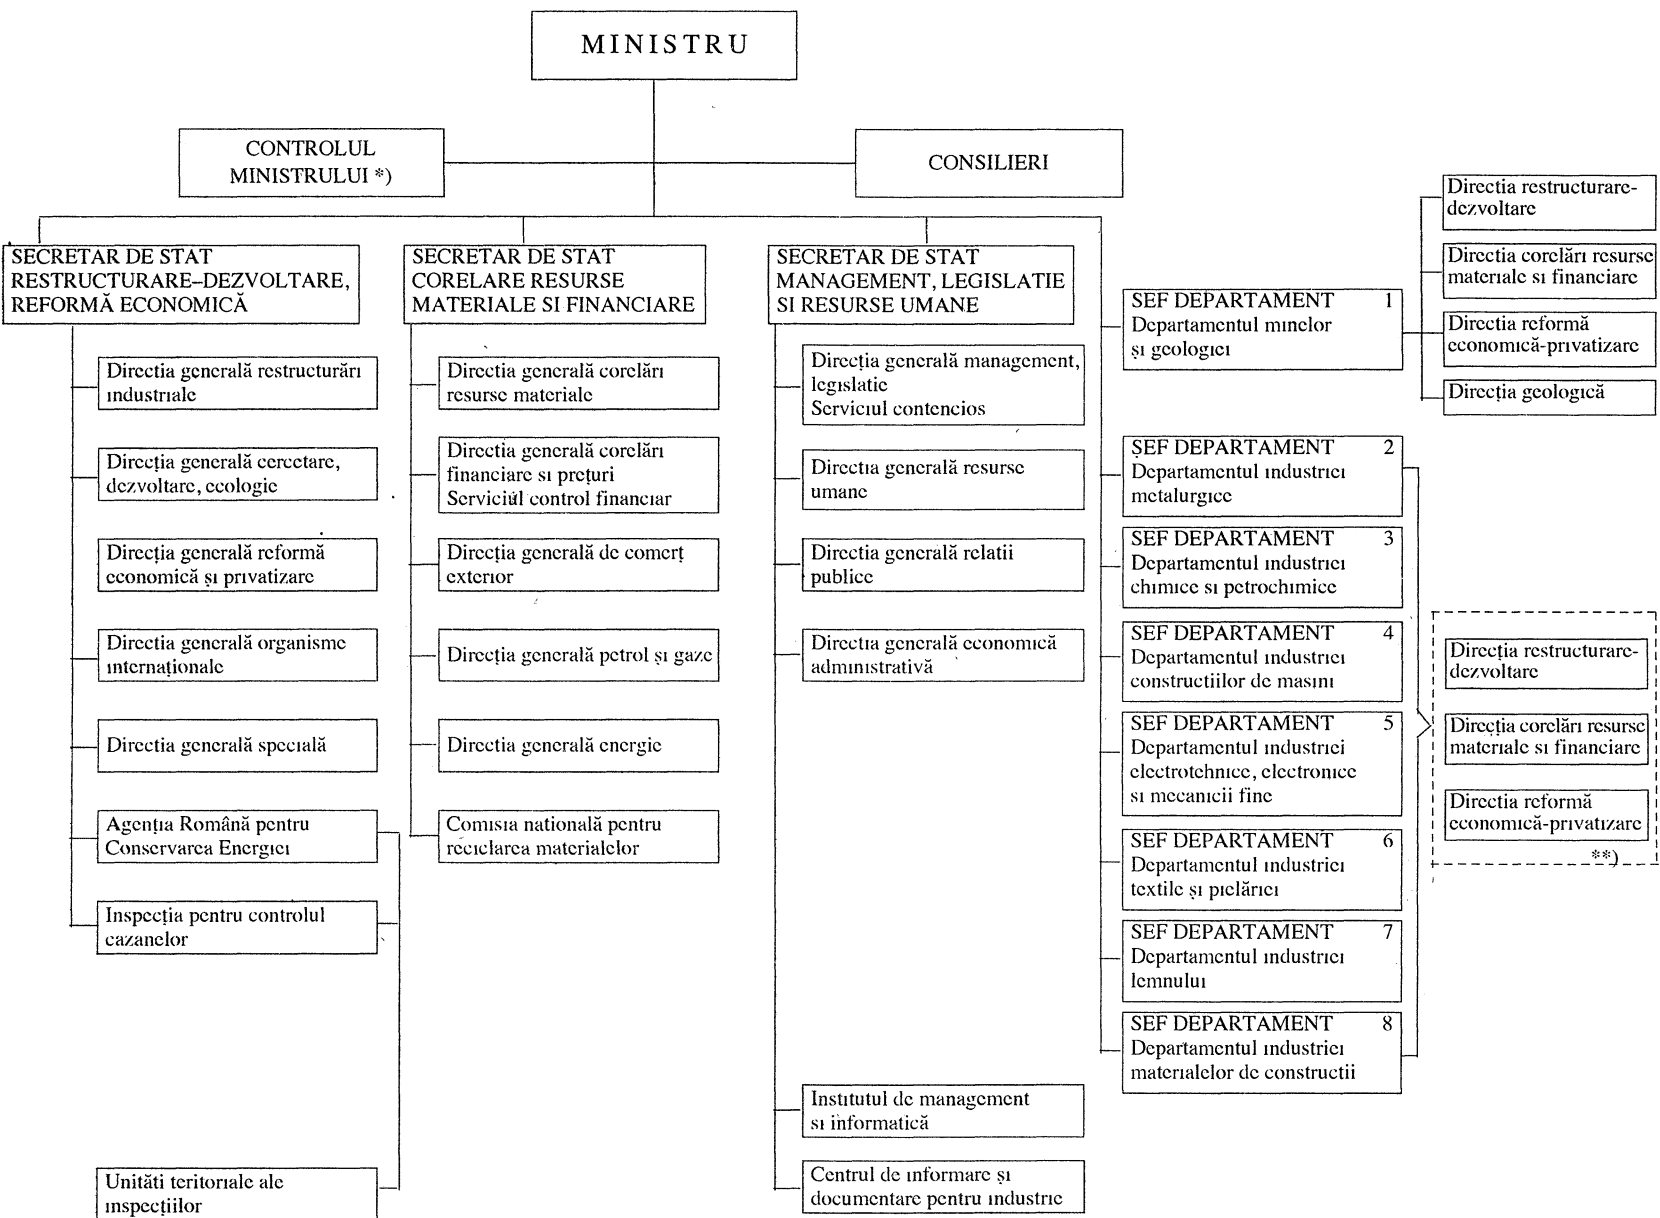 MINISTRU
CONTROLUL
MINISTRULUI *)
CONSILIERI
SECRETAR DE STAT
RESTRUCTURARE–DEZVOLTARE,
REFORMĂ ECONOMICĂ
Directia generală restructurări
industriale
Direcția generală cercetare,
dezvoltare, ecologie
Direcția generală reformă
economică și privatizare
Directia generală organisme
internaționale
Directia generală specială
Agenția Română pentru
Conservarea Energiei
Inspecția pentru controlul
cazanelor
Unităti teritoriale ale
inspecțiilor
SECRETAR DE STAT
CORELARE RESURSE
MATERIALE SI FINANCIARE
Directia generală corelări
resurse materiale
Directia generală corelări
financiare si prețuri
Serviciul control financiar
Direcția generală de comerț
exterior
Direcția generală petrol și gaze
Directia generală energie
Comisia natională pentru
reciclarea materialelor
SECRETAR DE STAT
MANAGEMENT, LEGISLATIE
SI RESURSE UMANE
Direcția generală management,
legislatie
Serviciul contencios
Directia generală resurse
umane
Directia generală relatii
publice
Directia generală economică
administrativă
Institutul de management
si informatică
Centrul de informare și
documentare pentru industrie
SEF DEPARTAMENT 1
Departamentul minelor
și geologiei
Directia restructurare-
dezvoltare
Directia corelări resurse
materiale si financiare
Direcția reformă
economică-privatizare
Direcția geologică
ȘEF DEPARTAMENT 2
Departamentul industriei
metalurgice
SEF DEPARTAMENT 3
Departamentul industriei
chimice si petrochimice
SEF DEPARTAMENT 4
Departamentul industriei
constructiilor de masini
SEF DEPARTAMENT 5
Departamentul industriei
electrotehnice, electronice
si mecanicii fine
SEF DEPARTAMENT 6
Departamentul industriei
textile și pielăriei
SEF DEPARTAMENT 7
Departamentul industriei
lemnului
SEF DEPARTAMENT 8
Departamentul industriei
materialelor de constructii
Direcția restructurare-
dezvoltare
Direcția corelări resurse
materiale si financiare
Directia reformă
economică-privatizare
**)